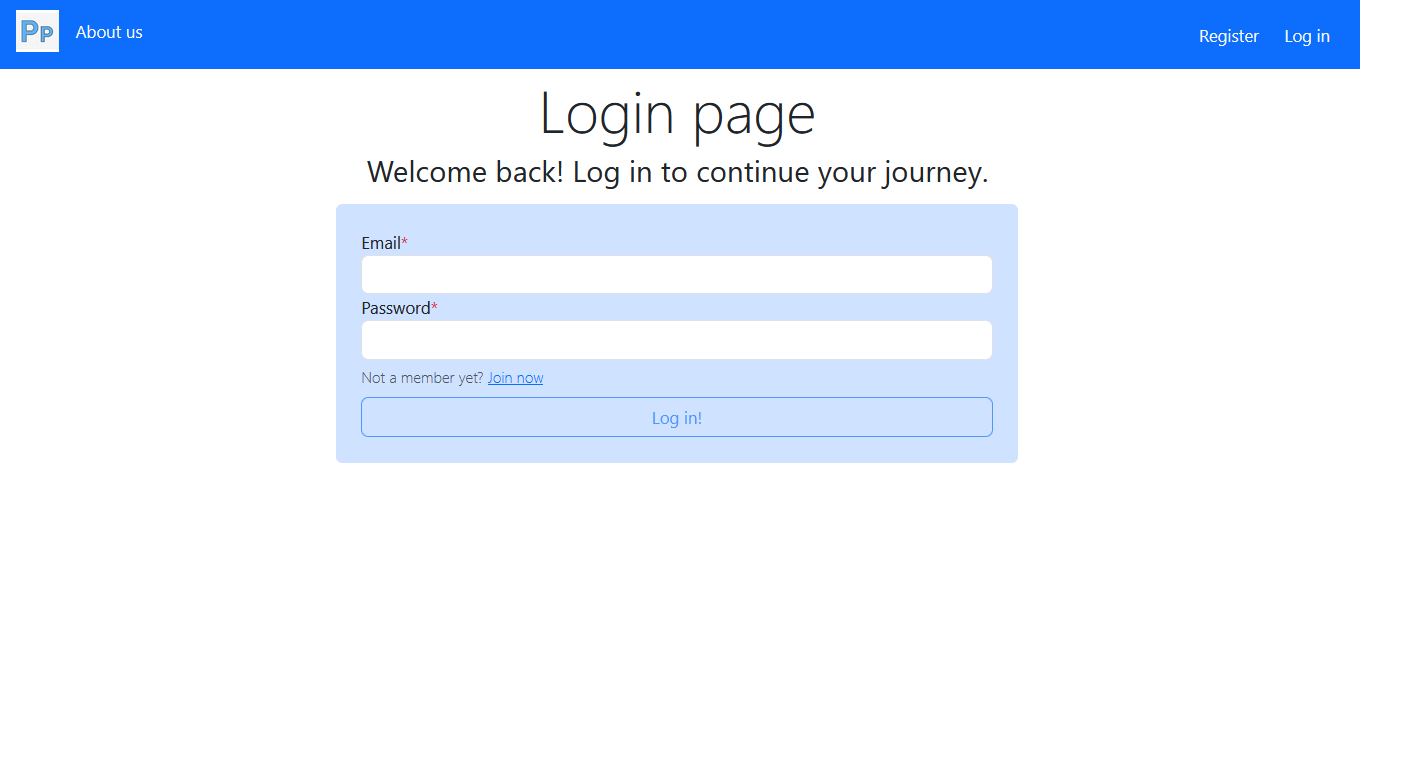 Pp About us Register Log in
Login page
Welcome back! Log in to continue your journey.
Email*
Password*
Not a member yet? Join now
Log in!